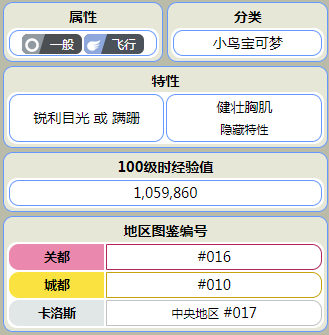 属性
分类
一般 飞行
小鸟宝可梦
特性
锐利目光 或 蹒跚
健壮胸肌
隐藏特性
100级时经验值
1,059,860
地区图鉴编号
关都 #016
城都 #010
卡洛斯 中央地区 #017